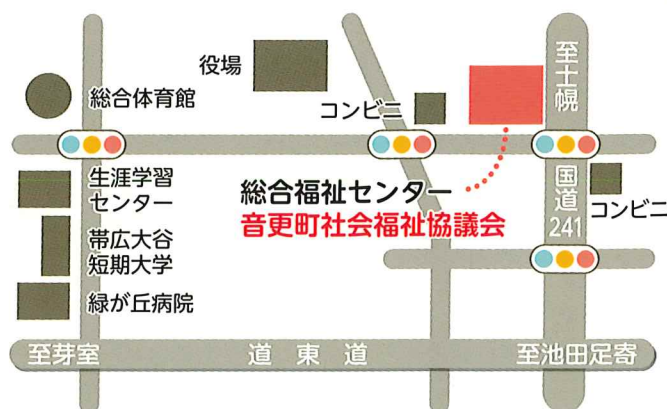 役場
至士幌
総合体育館
コンビニ
生涯学習
センター
総合福祉センター
音更町社会福祉協議会
国道
241
コンビニ
帯広大谷
短期大学
緑が丘病院
至芽室
道東道
至池田足寄